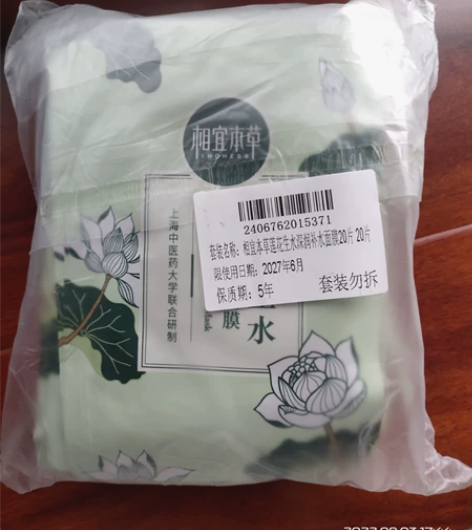 相宜本草
INOHERB
2406762015371
套装名称：相宜本草莲花生水深润补水面膜20片 20片
限使用日期：2027年6月
保质期：5年
套装勿拆
上海中医药大学联合研制
水
膜